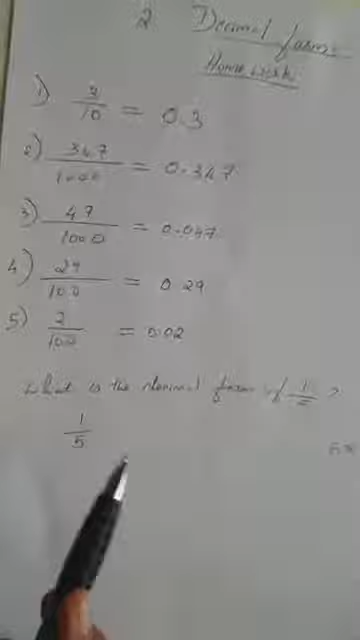 2 Decimal form
Home work
1) 3/10 = 0.3
2) 347/1000 = 0.347
3) 47/1000 = 0.047
4) 29/100 = 0.29
5) 2/100 = 0.02
what is the decimal form of 1/5 ?
1/5